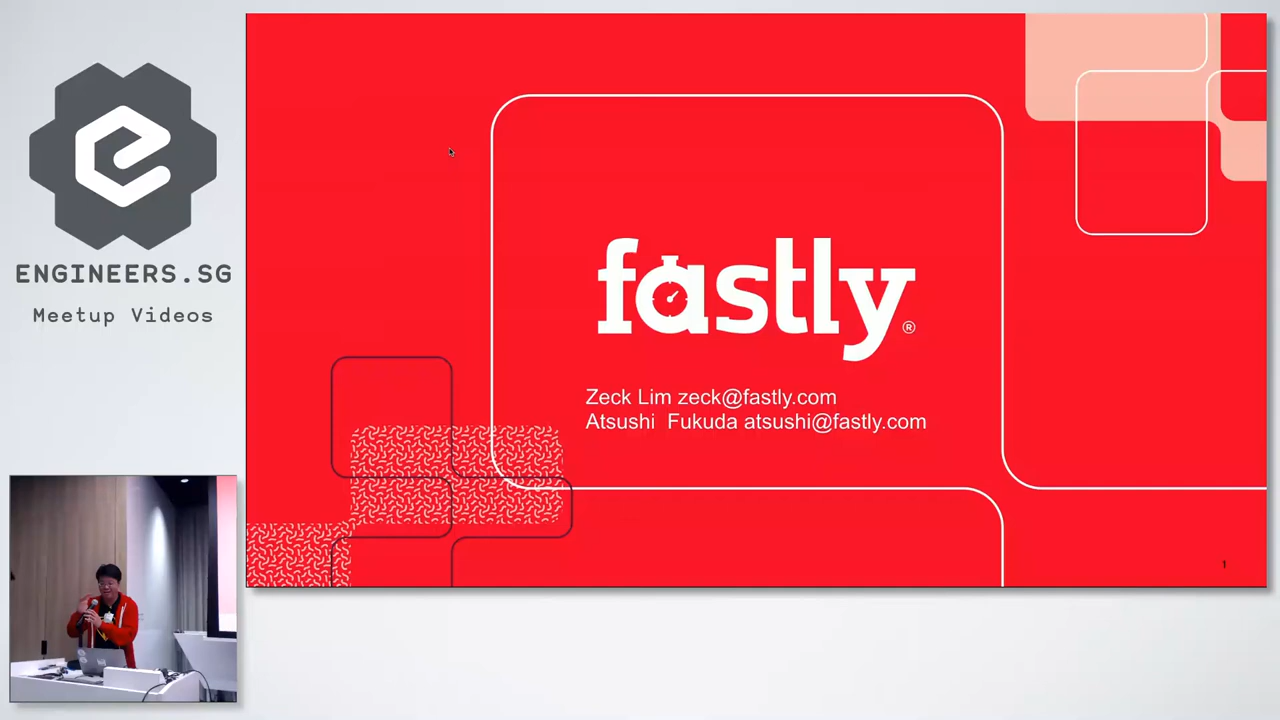 ENGINEERS.SG
Meetup Videos
fastly®
Zeck Lim zeck@fastly.com
Atsushi  Fukuda atsushi@fastly.com
1